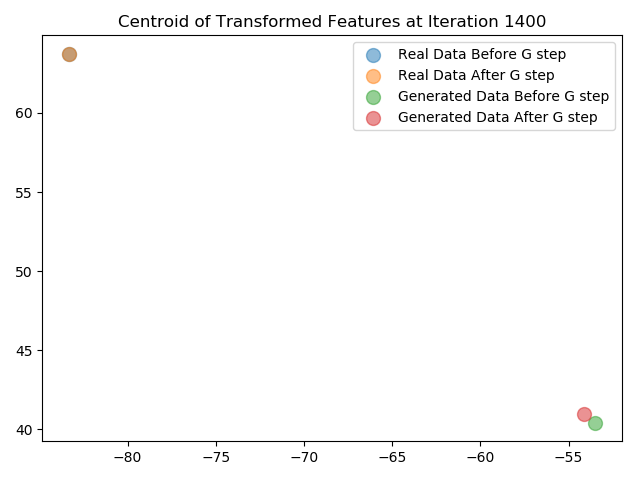 Centroid of Transformed Features at Iteration 1400
Real Data Before G step
Real Data After G step
Generated Data Before G step
Generated Data After G step
60
55
50
45
40
−80
−75
−70
−65
−60
−55